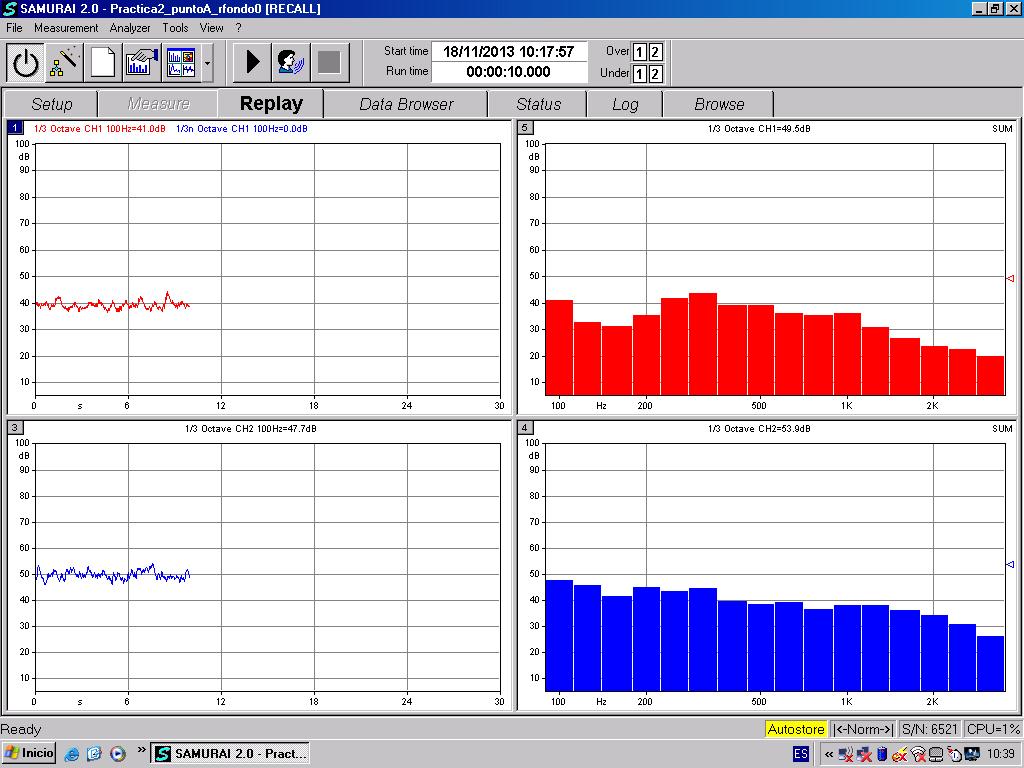 SAMURAI 2.0 - Practica2_puntoA_rfondo0 [RECALL]
File Measurement Analyzer Tools View ?
Start time 18/11/2013 10:17:57 Over 1 2
Run time 00:00:10.000 Under 1 2
Setup Measure Replay Data Browser Status Log Browse
1 1/3 Octave CH1 100Hz=41.0dB 1/3n Octave CH1 100Hz=0.0dB
100
dB
90
80
70
60
50
40
30
20
10
0 s 6 12 18 24 30
5 1/3 Octave CH1=49.5dB SUM
100
dB
90
80
70
60
50
40
30
20
10
100 Hz 200 500 1K 2K
3 1/3 Octave CH2 100Hz=47.7dB
100
dB
90
80
70
60
50
40
30
20
10
0 s 6 12 18 24 30
4 1/3 Octave CH2=53.9dB SUM
100
dB
90
80
70
60
50
40
30
20
10
100 Hz 200 500 1K 2K
Ready Autostore |<-Norm->| S/N: 6521 CPU=1%
Inicio » SAMURAI 2.0 - Pract... ES « 10:39